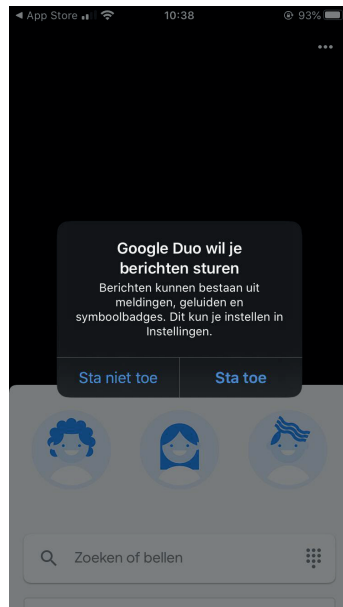 App Store 10:38 93%
Google Duo wil je
berichten sturen
Berichten kunnen bestaan uit
meldingen, geluiden en
symboolbadges. Dit kun je instellen in
Instellingen.
Sta niet toe Sta toe
Zoeken of bellen